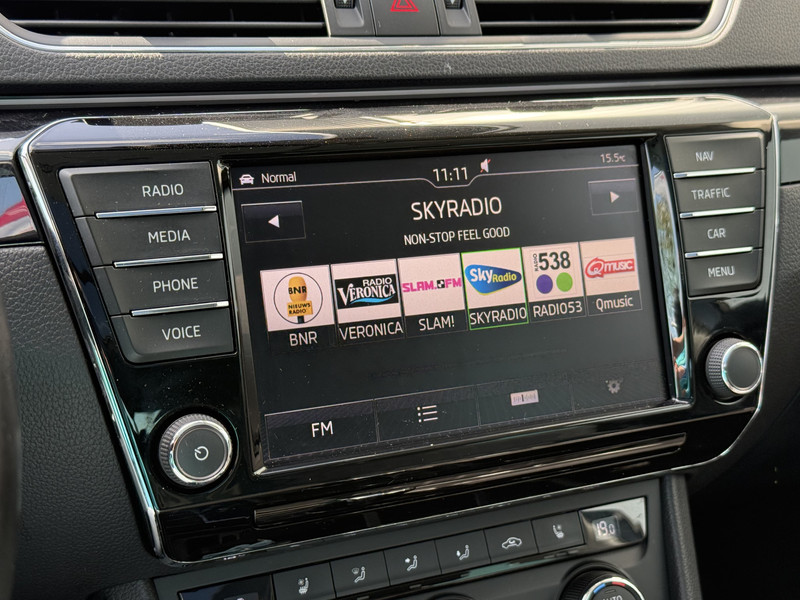 Normal
11:11
15.5°C
SKYRADIO
NON-STOP FEEL GOOD
RADIO
MEDIA
PHONE
VOICE
NAV
TRAFFIC
CAR
MENU
BNR
NIEUWS
RADIO
RADIO
VERONICA
SLAM.FM
Sky Radio
RADIO
538
Qmusic
BNR
VERONICA
SLAM!
SKYRADIO
RADIO53
Qmusic
FM
19.0
AUTO